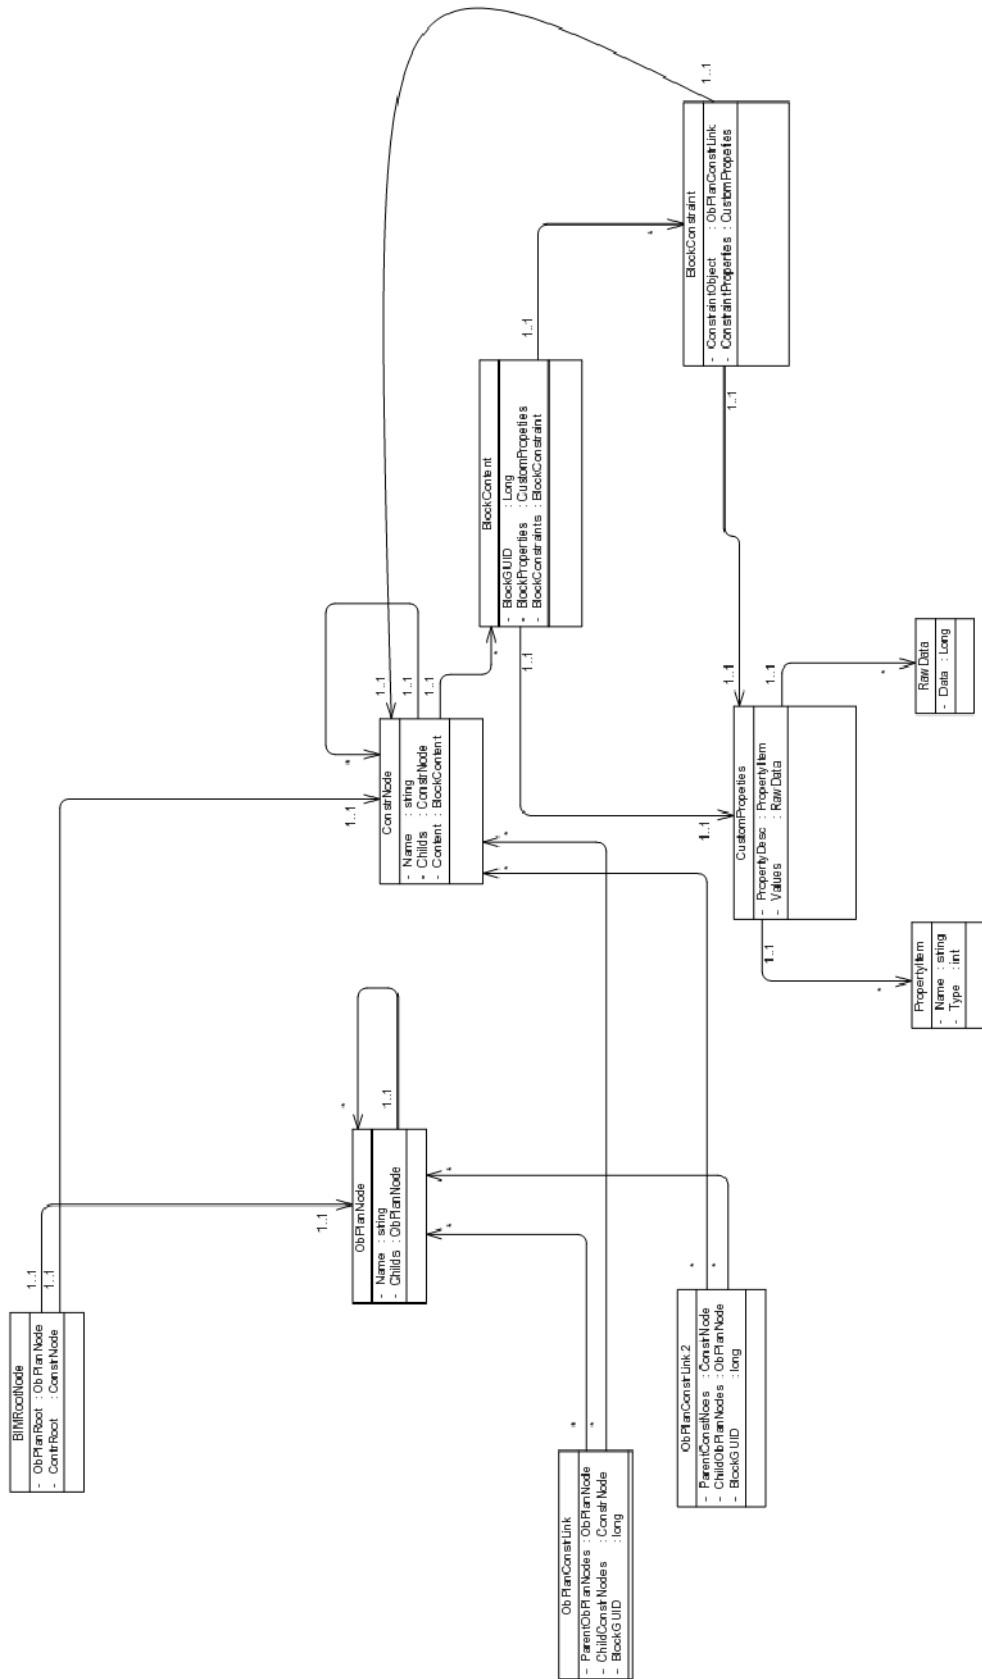 BIMRootNode
- ObPlanRoot : ObPlanNode
- ContrRoot : ConstrNode
1..1
1..1
1..1
1..1
ObPlanNode
- Name : string
- Childs : ObPlanNode
1..1
*
*
*
ConstrNode
- Name : string
* Childs : ConstrNode
- Content : BlockContent
1..1
1..1
1..1
*
*
*
*
BlockContent
- BlockGUID : Long
* BlockProperties : CustomPropeties
- BlockConstraints : BlockConstraint
1..1
1..1
*
BlockConstraint
- ConstraintObject : ObPlanConstrLink
- ConstraintProperties : CustomPropeties
1..1
1..1
ObPlanConstrLink
- ParentObPlanNodes : ObPlanNode
- ChildConstrNodes : ConstrNode
- BlockGUID : long
*
*
ObPlanConstrLink2
- ParentConstNoes : ConstrNode
- ChildObPlanNodes : ObPlanNode
- BlockGUID : long
*
*
CustomProperties
- PropertyDesc : PropertyItem
- Values : RawData
1..1
1..1
1..1
1..1
PropertyItem
- Name : string
- Type : int
*
RawData
- Data : Long
*